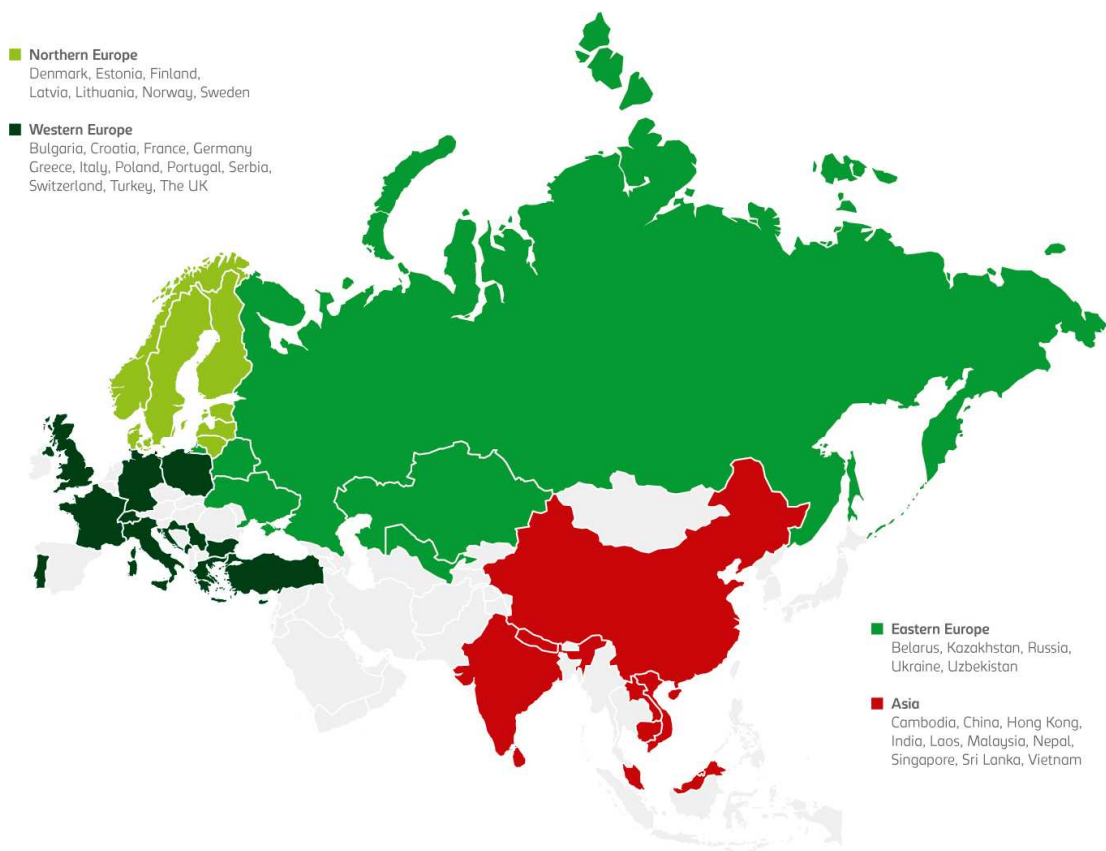 Northern Europe
Denmark, Estonia, Finland,
Latvia, Lithuania, Norway, Sweden
Western Europe
Bulgaria, Croatia, France, Germany
Greece, Italy, Poland, Portugal, Serbia,
Switzerland, Turkey, The UK
Eastern Europe
Belarus, Kazakhstan, Russia,
Ukraine, Uzbekistan
Asia
Cambodia, China, Hong Kong,
India, Laos, Malaysia, Nepal,
Singapore, Sri Lanka, Vietnam